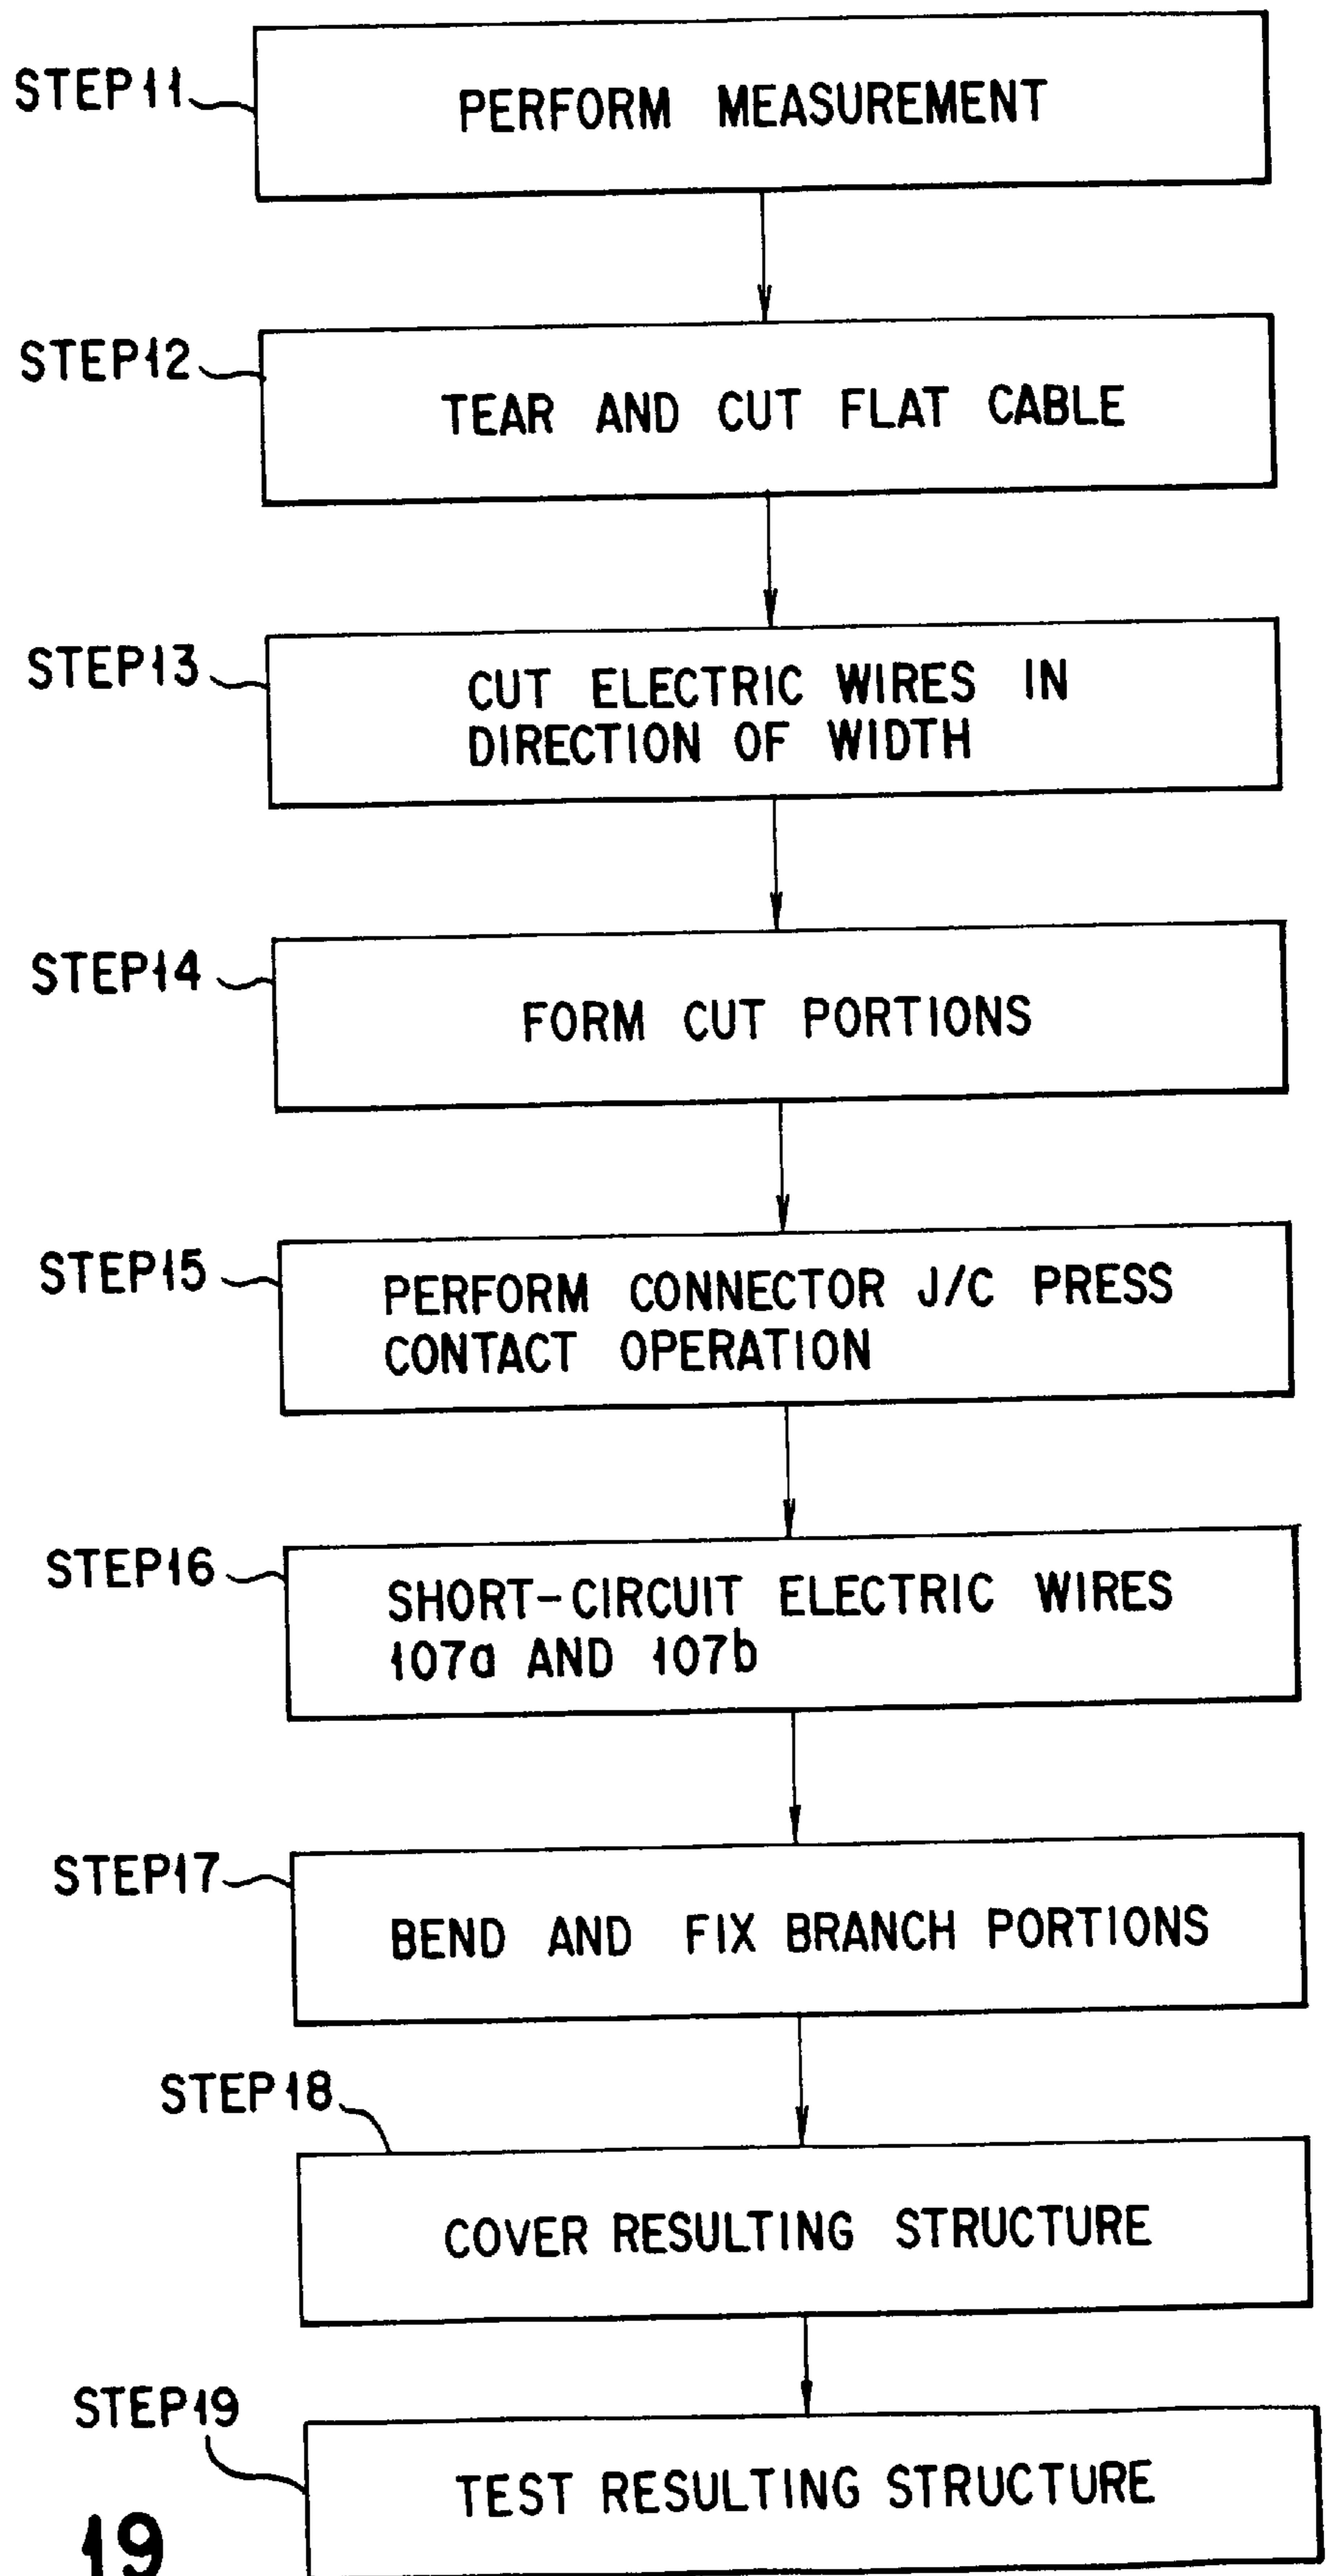 STEP11
PERFORM MEASUREMENT
STEP12
TEAR AND CUT FLAT CABLE
STEP13
CUT ELECTRIC WIRES IN
DIRECTION OF WIDTH
STEP14
FORM CUT PORTIONS
STEP15
PERFORM CONNECTOR J/C PRESS
CONTACT OPERATION
STEP16
SHORT-CIRCUIT ELECTRIC WIRES
107a AND 107b
STEP17
BEND AND FIX BRANCH PORTIONS
STEP18
COVER RESULTING STRUCTURE
STEP19
TEST RESULTING STRUCTURE
19